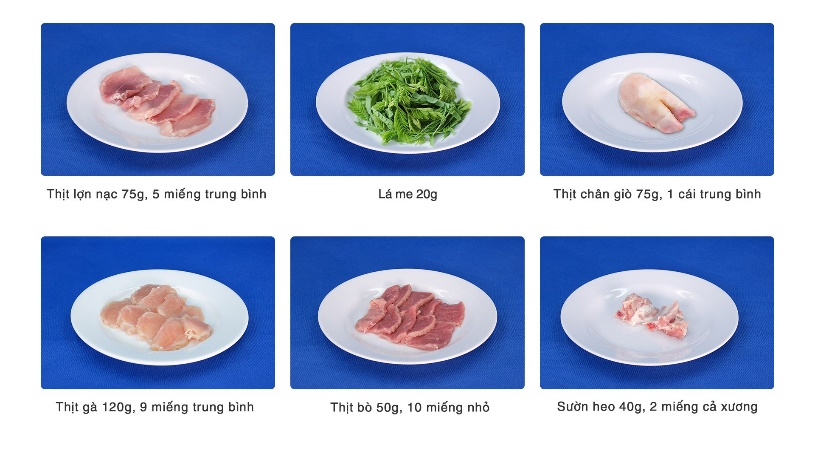 Thịt lợn nạc 75g, 5 miếng trung bình
Lá me 20g
Thịt chân giò 75g, 1 cái trung bình
Thịt gà 120g, 9 miếng trung bình
Thịt bò 50g, 10 miếng nhỏ
Sườn heo 40g, 2 miếng cả xương